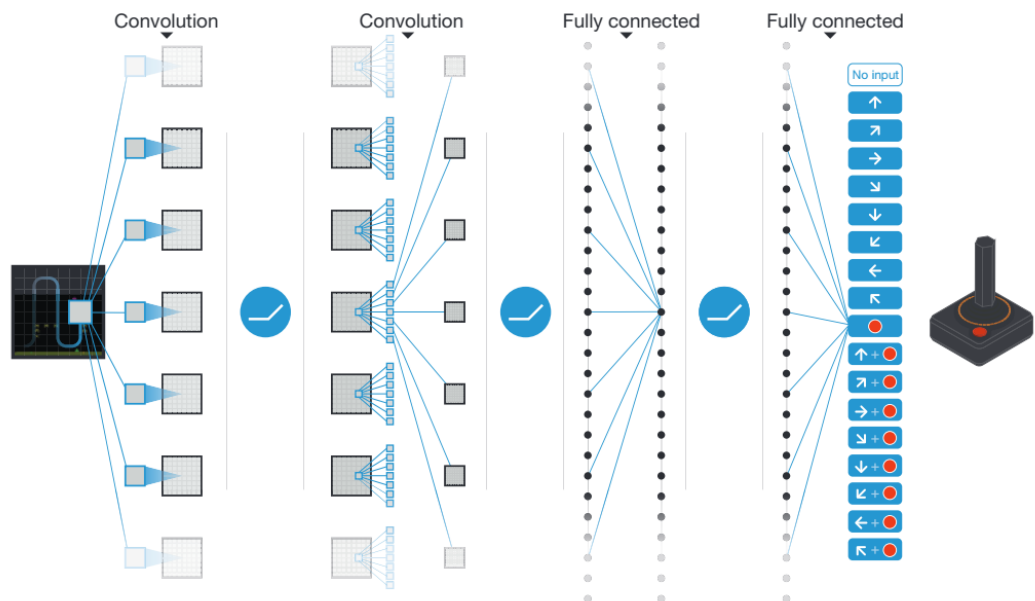 Convolution
Convolution
Fully connected
Fully connected
No input
+
+
+
+
+
+
+
+